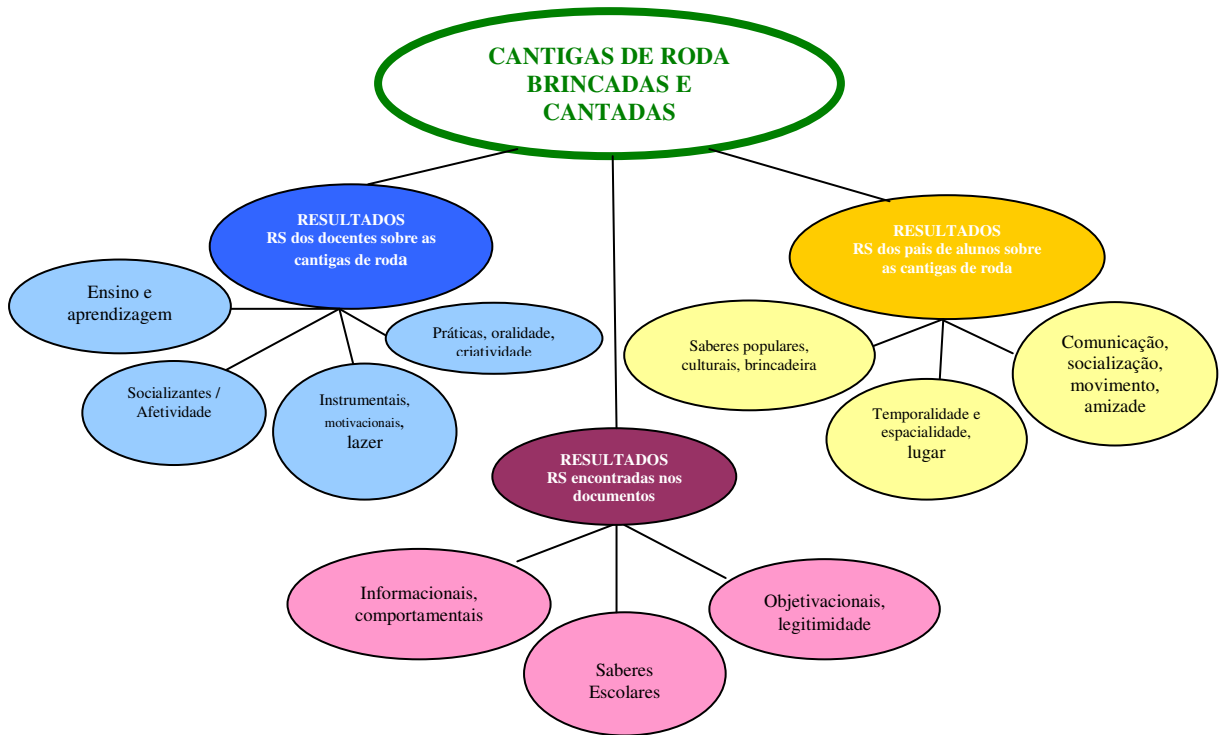 CANTIGAS DE RODA
BRINCADAS E
CANTADAS
RESULTADOS
RS dos docentes sobre as
cantigas de roda
Ensino e
aprendizagem
Socializantes /
Afetividade
Instrumentais,
motivacionais,
lazer
Práticas, oralidade,
criatividade
RESULTADOS
RS dos pais de alunos sobre
as cantigas de roda
Saberes populares,
culturais, brincadeira
Temporalidade e
espacialidade,
lugar
Comunicação,
socialização,
movimento,
amizade
RESULTADOS
RS encontradas nos
documentos
Informacionais,
comportamentais
Saberes
Escolares
Objetivacionais,
legitimidade